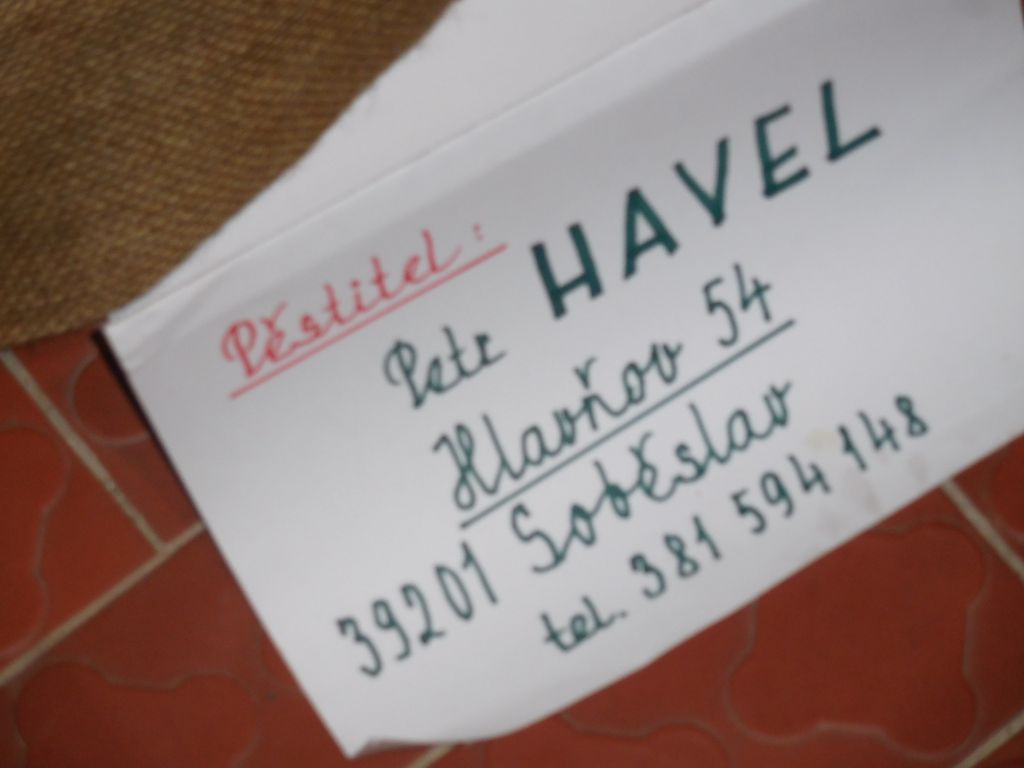 Pěstitel:
Petr HAVEL
Hlavňov 54
39201 Soběslav
tel. 381 594 148